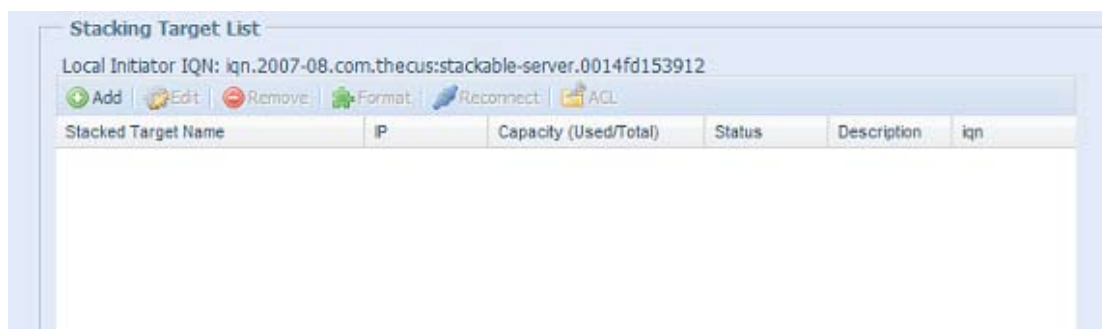 Stacking Target List
Local Initiator IQN: iqn.2007-08.com.thecus:stackable-server.0014fd153912
Add Edit Remove Format Reconnect ACL
Stacked Target Name IP Capacity (Used/Total) Status Description iqn